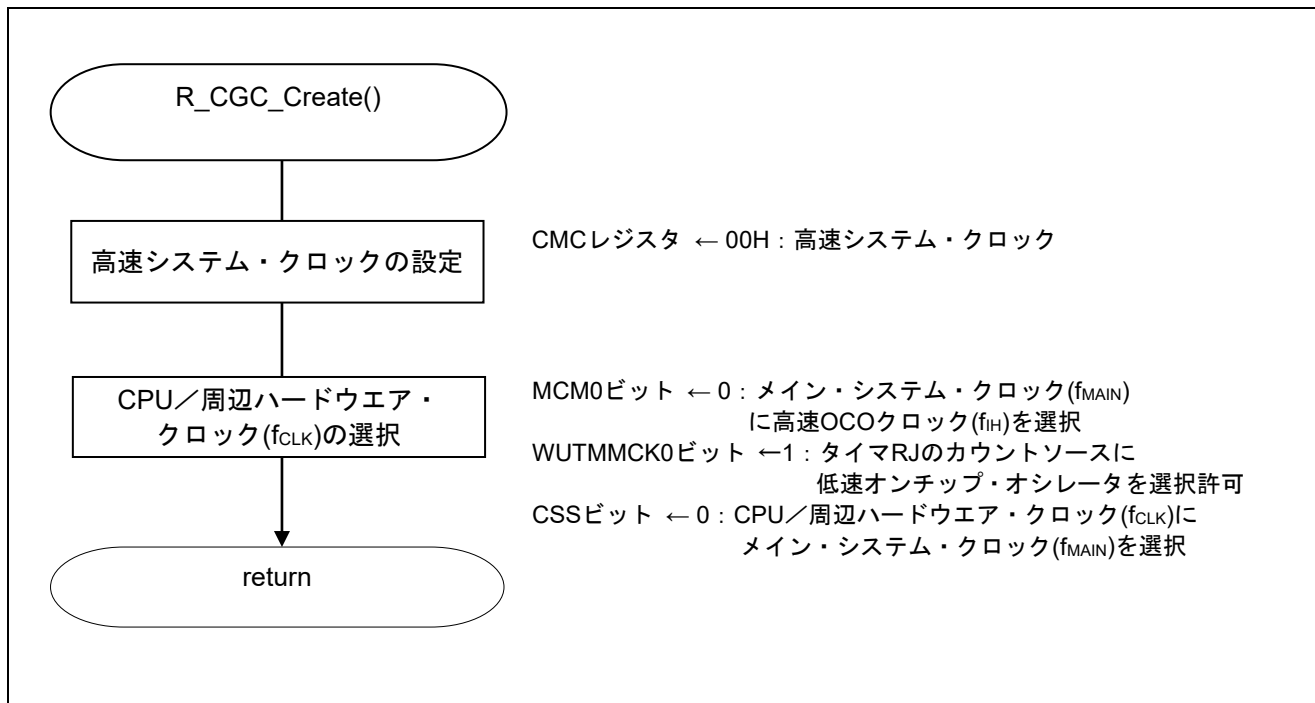 R_CGC_Create()
高速システム・クロックの設定
CMCレジスタ ← 00H：高速システム・クロック
CPU／周辺ハードウエア・
クロック(fCLK)の選択
MCM0ビット ← 0：メイン・システム・クロック(fMAIN)
に高速OCOクロック(fIH)を選択
WUTMMCK0ビット ←1：タイマRJのカウントソースに
低速オンチップ・オシレータを選択許可
CSSビット ← 0：CPU／周辺ハードウエア・クロック(fCLK)に
メイン・システム・クロック(fMAIN)を選択
return